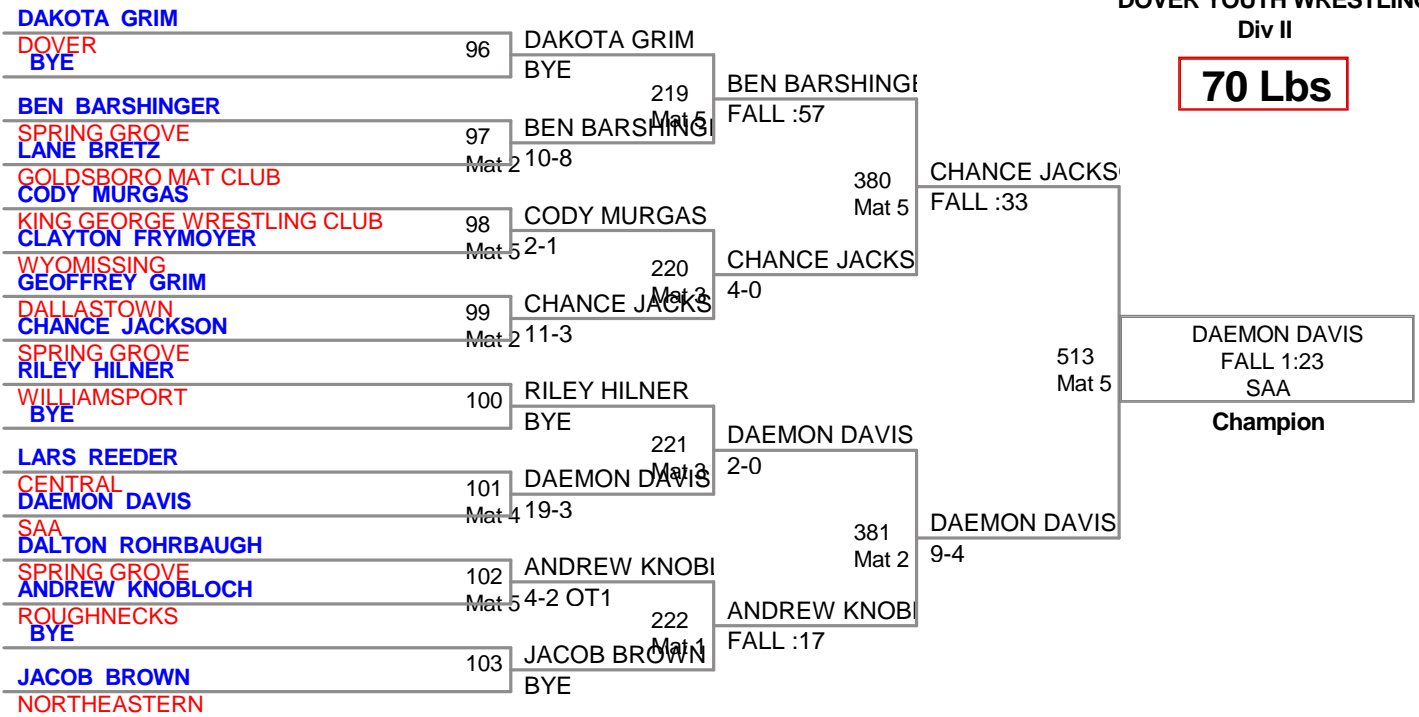 DOVER YOUTH WRESTLING
Div II
70 Lbs
DAKOTA GRIM
DOVER
BYE
BEN BARSHINGER
SPRING GROVE
LANE BRETZ
GOLDSBORO MAT CLUB
CODY MURGAS
KING GEORGE WRESTLING CLUB
CLAYTON FRYMOYER
WYOMISSING
GEOFFREY GRIM
DALLASTOWN
CHANCE JACKSON
SPRING GROVE
RILEY HILNER
WILLIAMSPORT
BYE
LARS REEDER
CENTRAL
DAEMON DAVIS
SAA
DALTON ROHRBAUGH
SPRING GROVE
ANDREW KNOBLOCH
ROUGHNECKS
BYE
JACOB BROWN
NORTHEASTERN
96
97
Mat 2
98
Mat 5
99
Mat 2
100
101
Mat 4
102
Mat 5
103
DAKOTA GRIM
BYE
BEN BARSHING
10-8
CODY MURGAS
2-1
CHANCE JACKS
11-3
RILEY HILNER
BYE
DAEMON DAVIS
19-3
ANDREW KNOBL
4-2 OT1
JACOB BROWN
BYE
219
Mat 5
220
Mat 3
221
Mat 3
222
Mat 1
BEN BARSHINGE
FALL :57
CHANCE JACKS
4-0
DAEMON DAVIS
2-0
ANDREW KNOBL
FALL :17
380
Mat 5
381
Mat 2
CHANCE JACKS
FALL :33
DAEMON DAVIS
9-4
513
Mat 5
DAEMON DAVIS
FALL 1:23
SAA
Champion